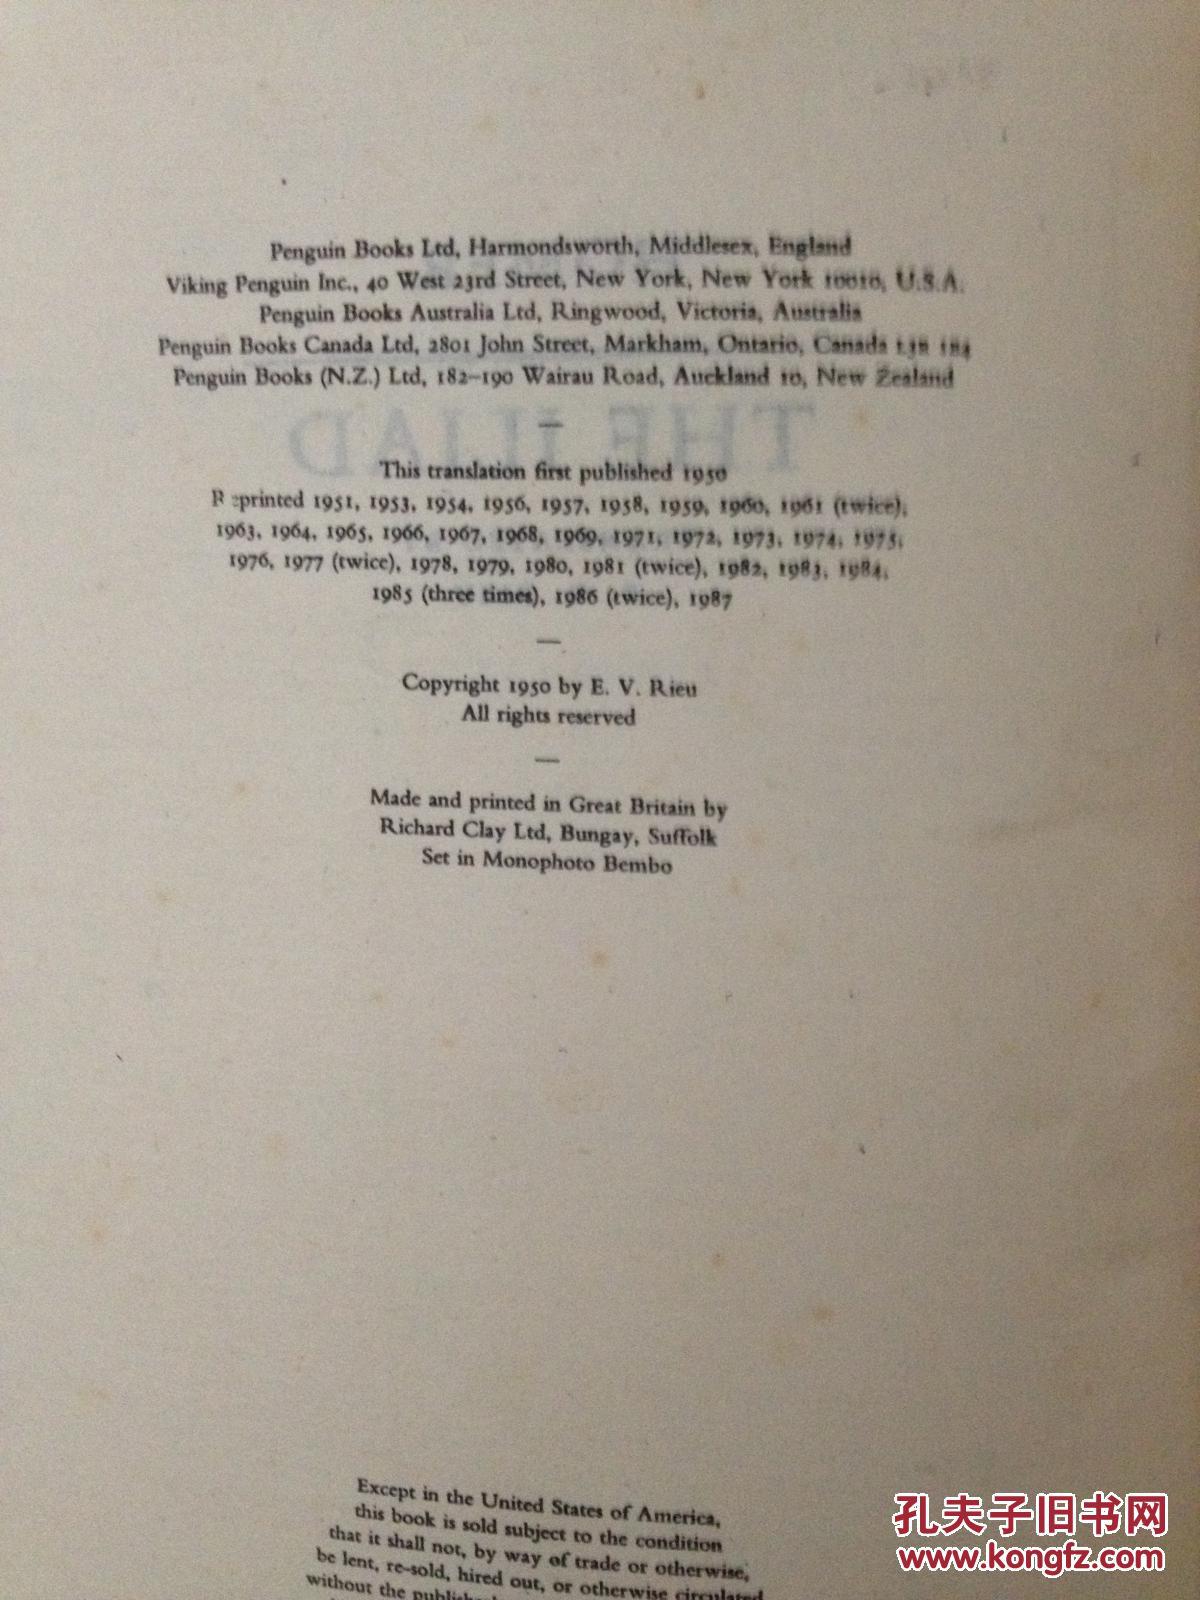 Penguin Books Ltd, Harmondsworth, Middlesex, England
Viking Penguin Inc., 40 West 23rd Street, New York, New York 10010, U.S.A.
Penguin Books Australia Ltd, Ringwood, Victoria, Australia
Penguin Books Canada Ltd, 2801 John Street, Markham, Ontario, Canada L3R 1B4
Penguin Books (N.Z.) Ltd, 182–190 Wairau Road, Auckland 10, New Zealand
—
THE ILIAD
This translation first published 1950
Reprinted 1951, 1953, 1954, 1956, 1957, 1958, 1959, 1960, 1961 (twice),
1963, 1964, 1965, 1966, 1967, 1968, 1969, 1971, 1972, 1973, 1974, 1975,
1976, 1977 (twice), 1978, 1979, 1980, 1981 (twice), 1982, 1983, 1984,
1985 (three times), 1986 (twice), 1987
—
Copyright 1950 by E. V. Rieu
All rights reserved
—
Made and printed in Great Britain by
Richard Clay Ltd, Bungay, Suffolk
Set in Monophoto Bembo
Except in the United States of America,
this book is sold subject to the condition
that it shall not, by way of trade or otherwise,
be lent, re-sold, hired out, or otherwise circulated
without the
孔夫子旧书网
www.kongfz.com